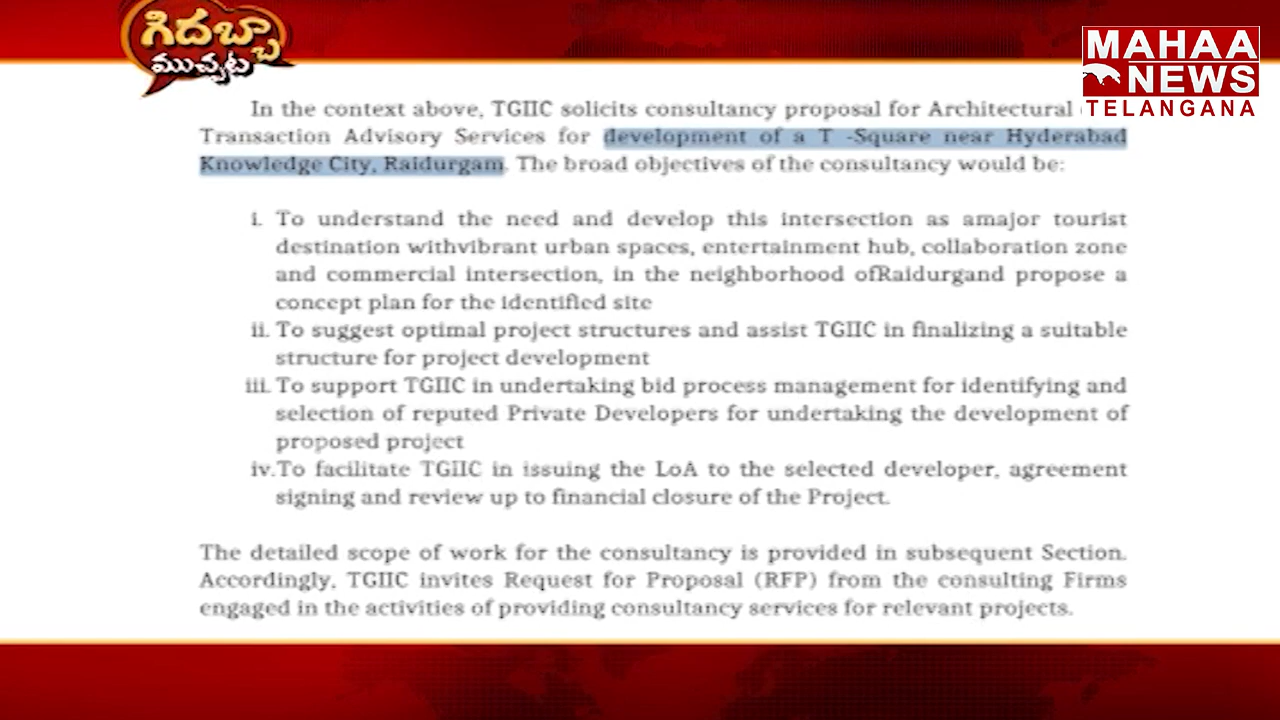 గిదబ్బా
ముచ్చట
MAHAA
NEWS
TELANGANA
In the context above, TGIIC solicits consultancy proposal for Architectural
Transaction Advisory Services for development of a T -Square near Hyderabad
Knowledge City, Raidurgam. The broad objectives of the consultancy would be:
i. To understand the need and develop this intersection as amajor tourist
destination withvibrant urban spaces, entertainment hub, collaboration zone
and commercial intersection, in the neighborhood ofRaidurgand propose a
concept plan for the identified site
ii. To suggest optimal project structures and assist TGIIC in finalizing a suitable
structure for project development
iii. To support TGIIC in undertaking bid process management for identifying and
selection of reputed Private Developers for undertaking the development of
proposed project
iv.To facilitate TGIIC in issuing the LoA to the selected developer, agreement
signing and review up to financial closure of the Project.
The detailed scope of work for the consultancy is provided in subsequent Section.
Accordingly, TGIIC invites Request for Proposal (RFP) from the consulting Firms
engaged in the activities of providing consultancy services for relevant projects.